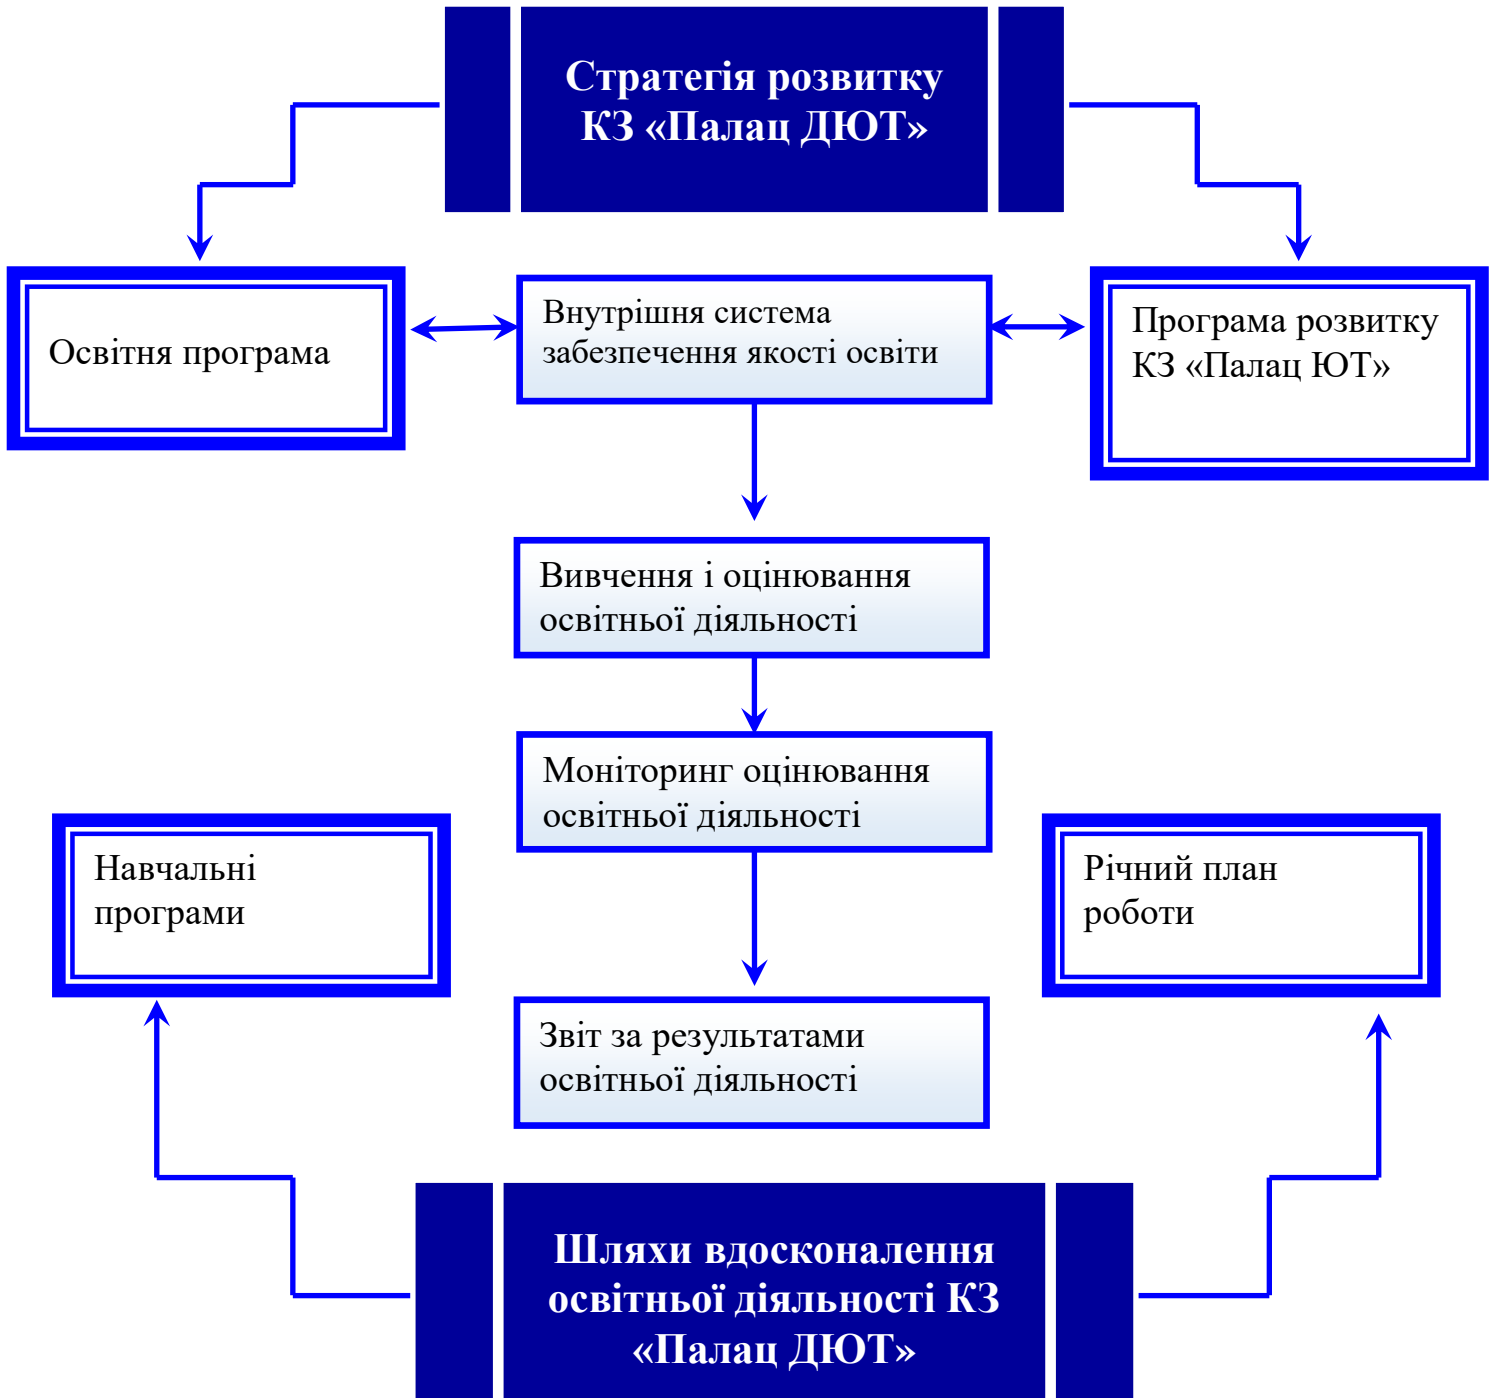 Стратегія розвитку
КЗ «Палац ДЮТ»
Освітня програма
Внутрішня система
забезпечення якості освіти
Програма розвитку
КЗ «Палац ЮТ»
Вивчення і оцінювання
освітньої діяльності
Моніторинг оцінювання
освітньої діяльності
Навчальні
програми
Річний план
роботи
Звіт за результатами
освітньої діяльності
Шляхи вдосконалення
освітньої діяльності КЗ
«Палац ДЮТ»